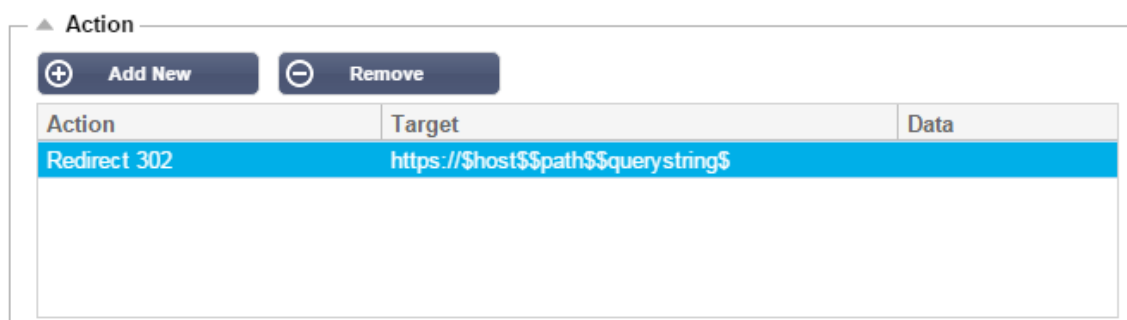 Action
Add New Remove
Action Target Data
Redirect 302 https://$host$$path$$querystring$